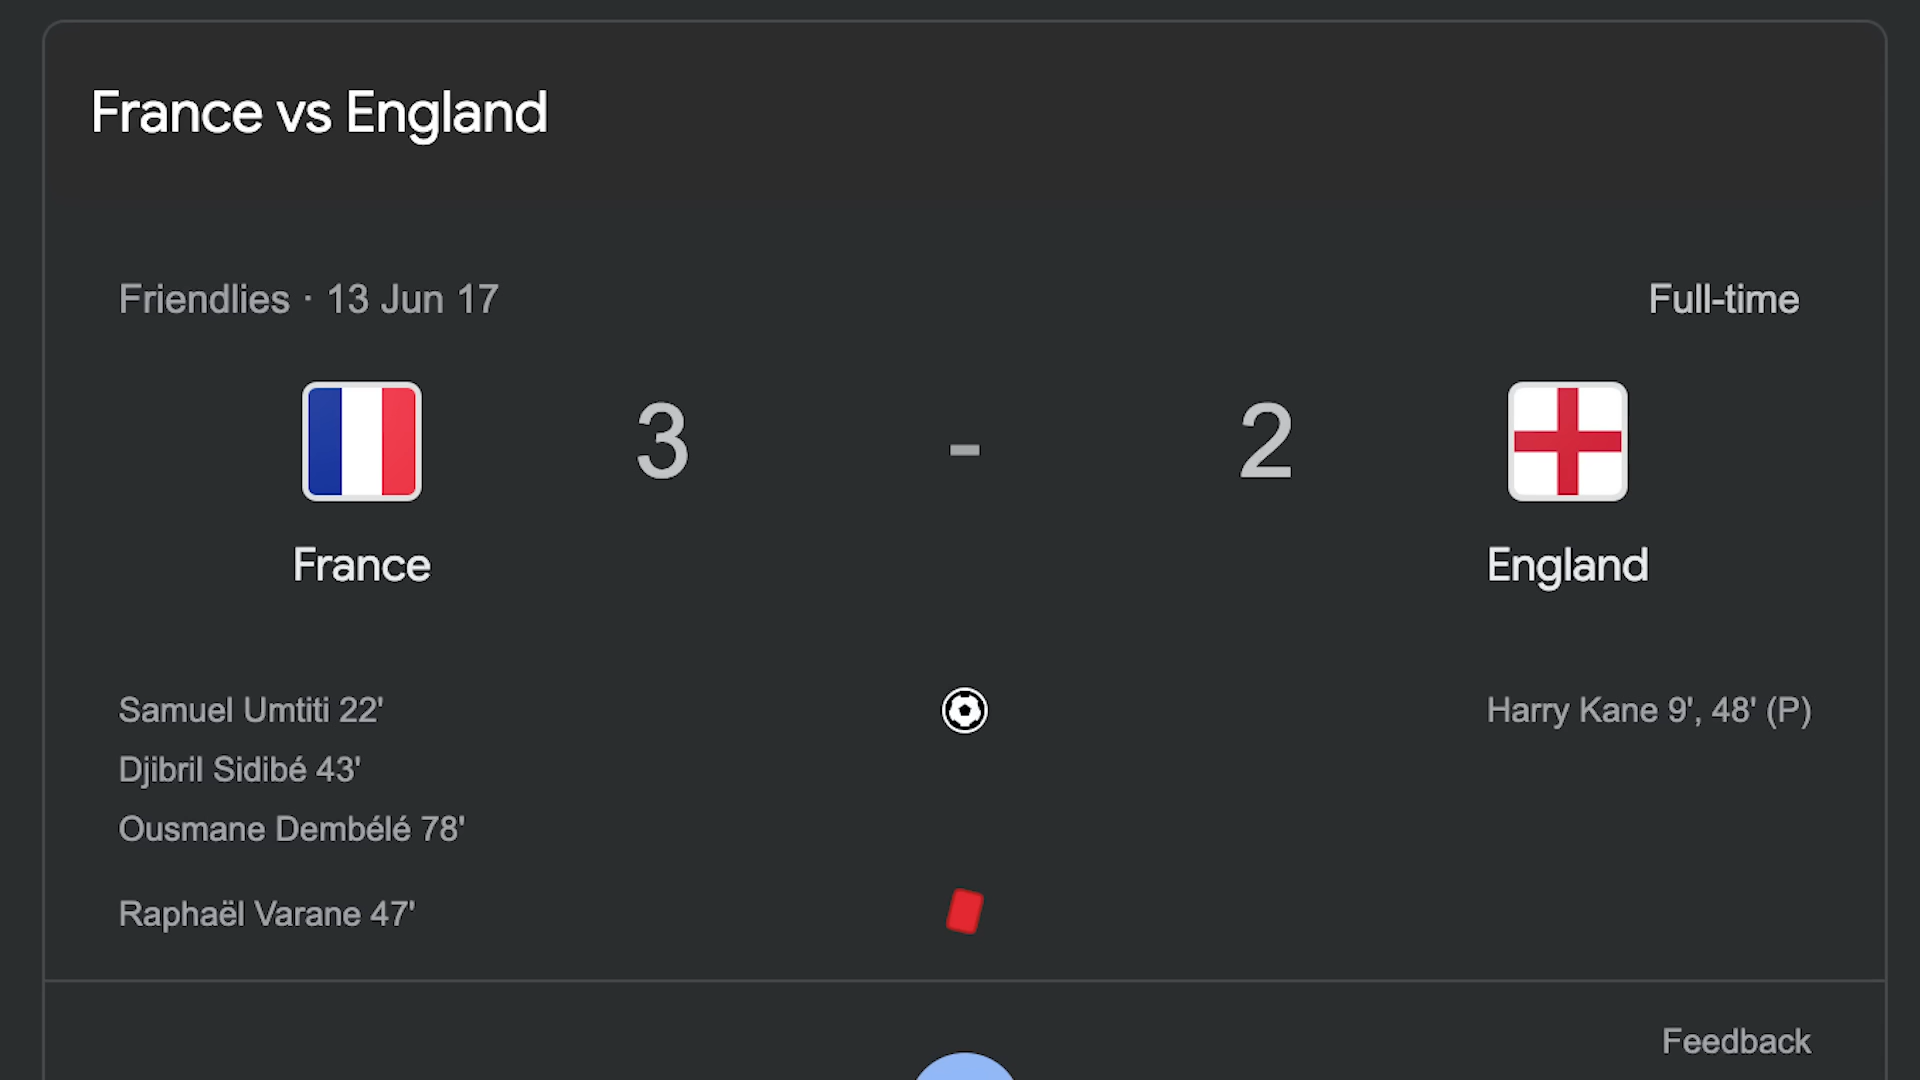 France vs England
Friendlies · 13 Jun 17
Full-time
3 - 2
France
England
Samuel Umtiti 22'
Harry Kane 9', 48' (P)
Djibril Sidibé 43'
Ousmane Dembélé 78'
Raphaël Varane 47'
Feedback